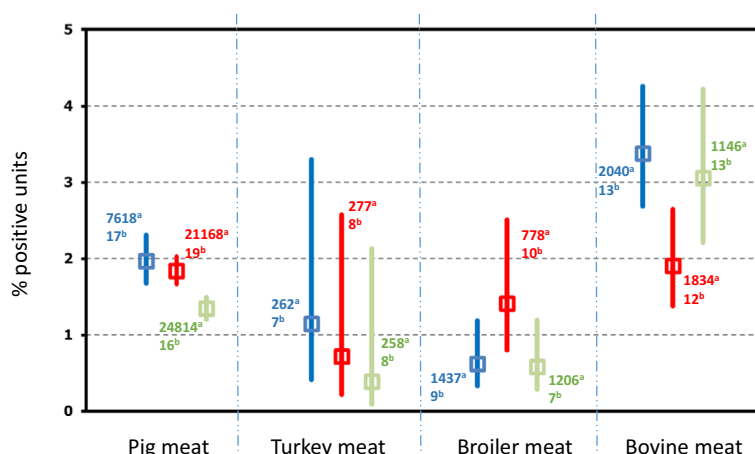 5
4
3
2
1
0
% positive units
7618ᵃ
17ᵇ
21168ᵃ
19ᵇ
24814ᵃ
16ᵇ
262ᵃ
7ᵇ
277ᵃ
8ᵇ
258ᵃ
8ᵇ
1437ᵃ
9ᵇ
778ᵃ
10ᵇ
1206ᵃ
7ᵇ
2040ᵃ
13ᵇ
1834ᵃ
12ᵇ
1146ᵃ
13ᵇ
Pig meat
Turkey meat
Broiler meat
Bovine meat